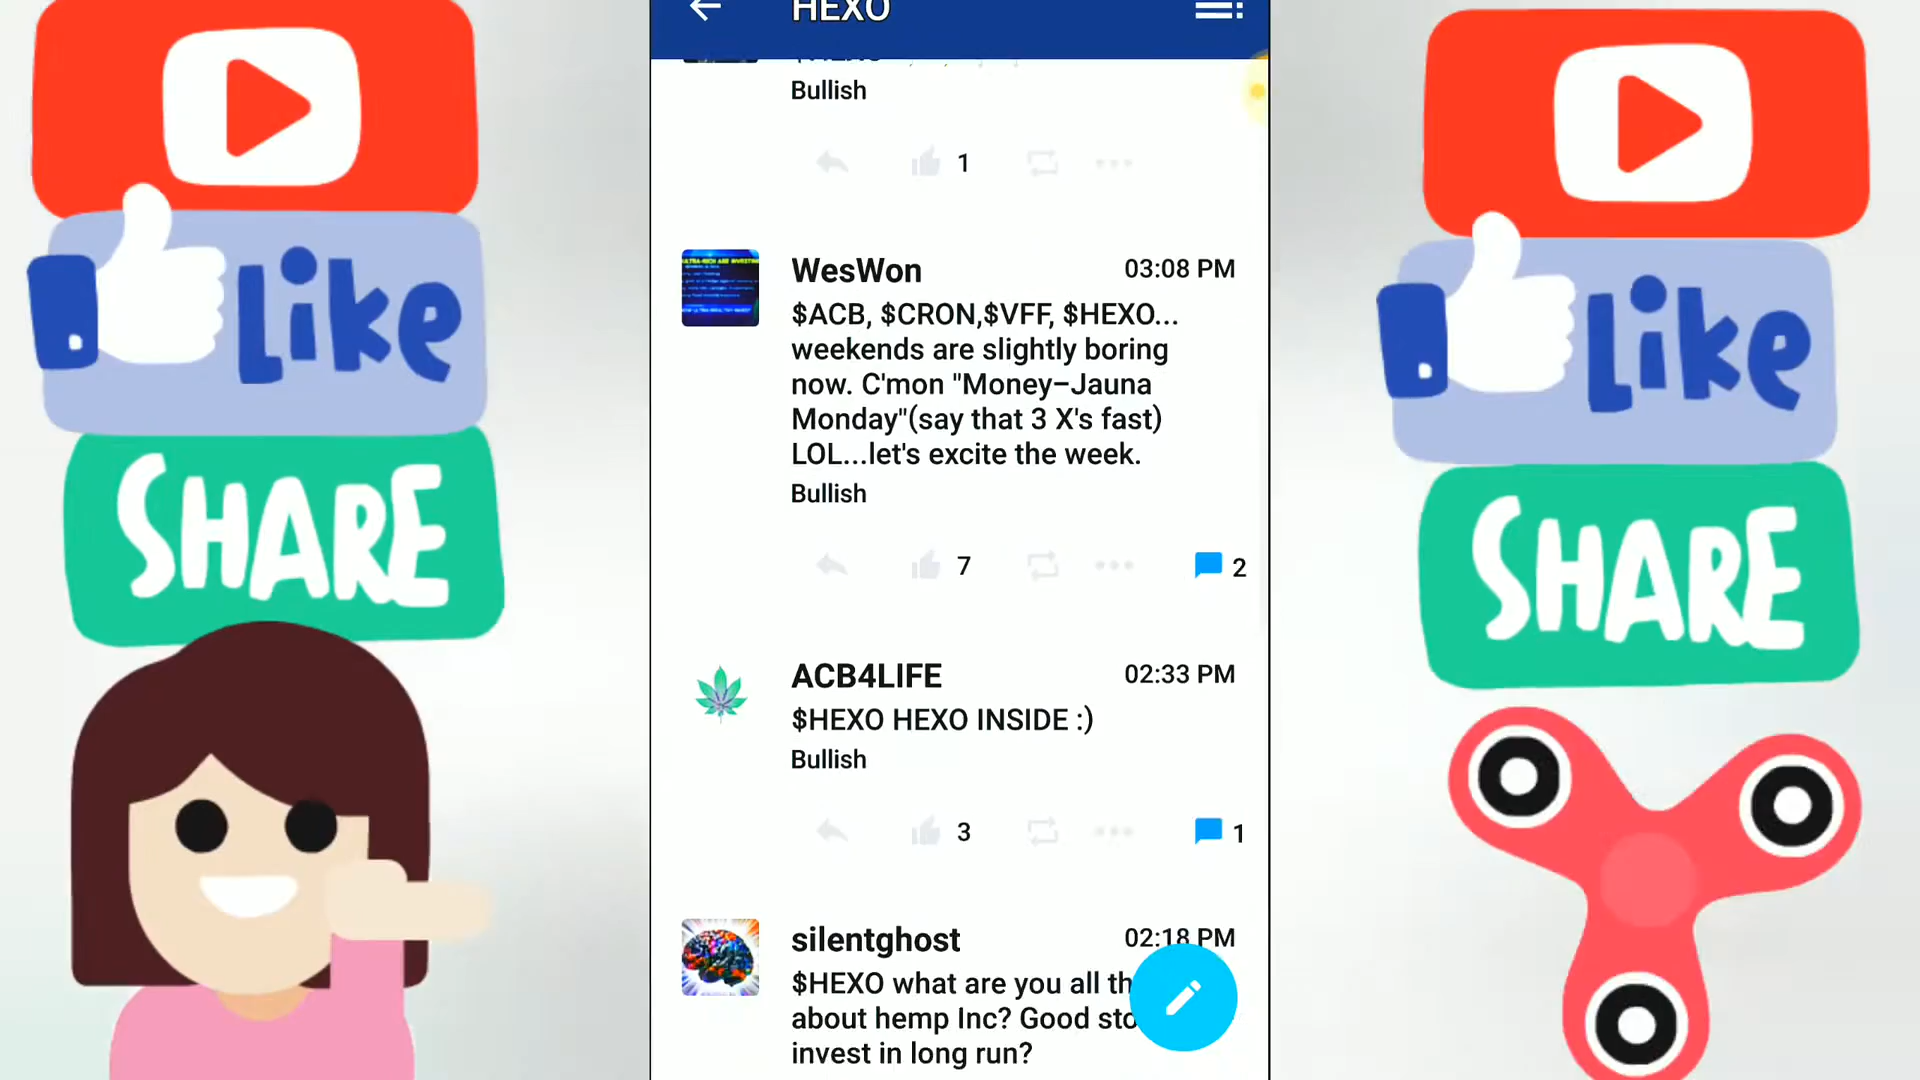 HEXO
Bullish
1
WesWon 03:08 PM
$ACB, $CRON,$VFF, $HEXO...
weekends are slightly boring
now. C'mon "Money–Jauna
Monday"(say that 3 X's fast)
LOL...let's excite the week.
Bullish
7 2
ACB4LIFE 02:33 PM
$HEXO HEXO INSIDE :)
Bullish
3 1
silentghost 02:18 PM
$HEXO what are you all
about hemp Inc? Good
invest in long run?
Like
SHARE
Like
SHARE